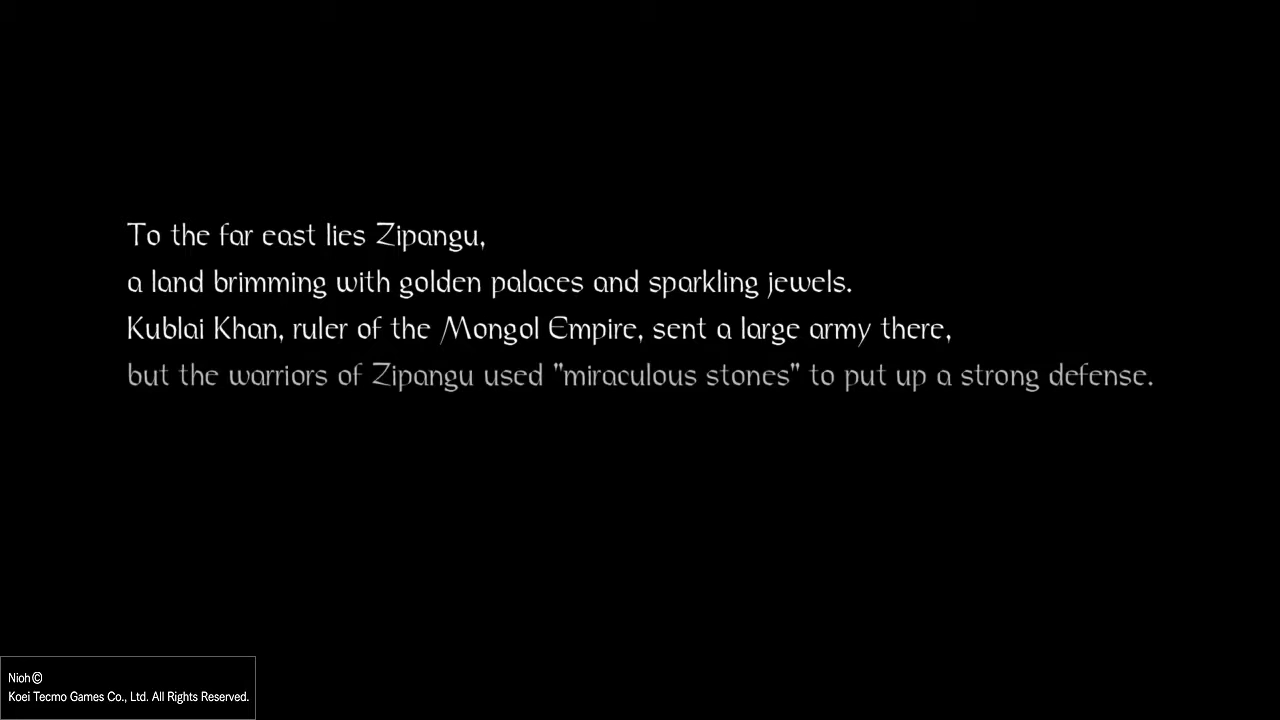 To the far east lies Zipangu,
a land brimming with golden palaces and sparkling jewels.
Kublai Khan, ruler of the Mongol Empire, sent a large army there,
but the warriors of Zipangu used "miraculous stones" to put up a strong defense.
Nioh©
Koei Tecmo Games Co., Ltd. All Rights Reserved.